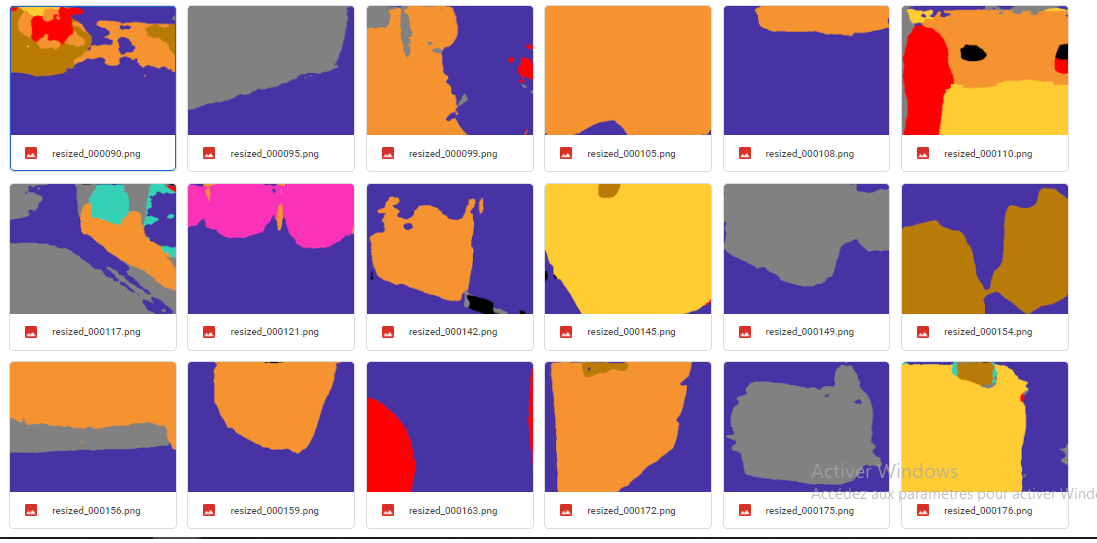 resized_000090.png
resized_000095.png
resized_000099.png
resized_000105.png
resized_000108.png
resized_000110.png
resized_000117.png
resized_000121.png
resized_000142.png
resized_000145.png
resized_000149.png
resized_000154.png
Activer Windows
Accédez aux paramètres pour activer Winde
resized_000156.png
resized_000159.png
resized_000163.png
resized_000172.png
resized_000175.png
resized_000176.png